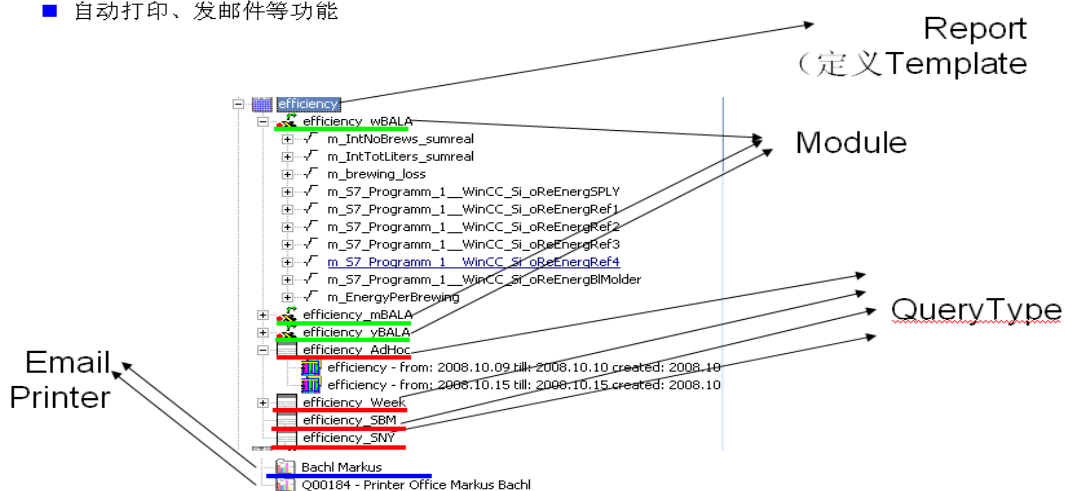 自动打印、发邮件等功能
Report
（定义Template
efficiency
efficiency_wBALA
m_IntNoBrews_sumreal
m_IntTotLiters_sumreal
m_brewing_loss
m_S7_Programm_1__WinCC_Si_oReEnergSPLY
m_S7_Programm_1__WinCC_Si_oReEnergRef1
m_S7_Programm_1__WinCC_Si_oReEnergRef2
m_S7_Programm_1__WinCC_Si_oReEnergRef3
m_S7_Programm_1__WinCC_Si_oReEnergRef4
m_S7_Programm_1__WinCC_Si_oReEnergBlMolder
m_EnergyPerBrewing
efficiency_mBALA
efficiency_yBALA
efficiency_AdHoc
efficiency - from: 2008.10.09 till: 2008.10.10 created: 2008.10
efficiency - from: 2008.10.15 till: 2008.10.15 created: 2008.10
efficiency_Week
efficiency_SBM
efficiency_SNY
Bachl Markus
Q00184 - Printer Office Markus Bachl
Module
QueryType
Email
Printer